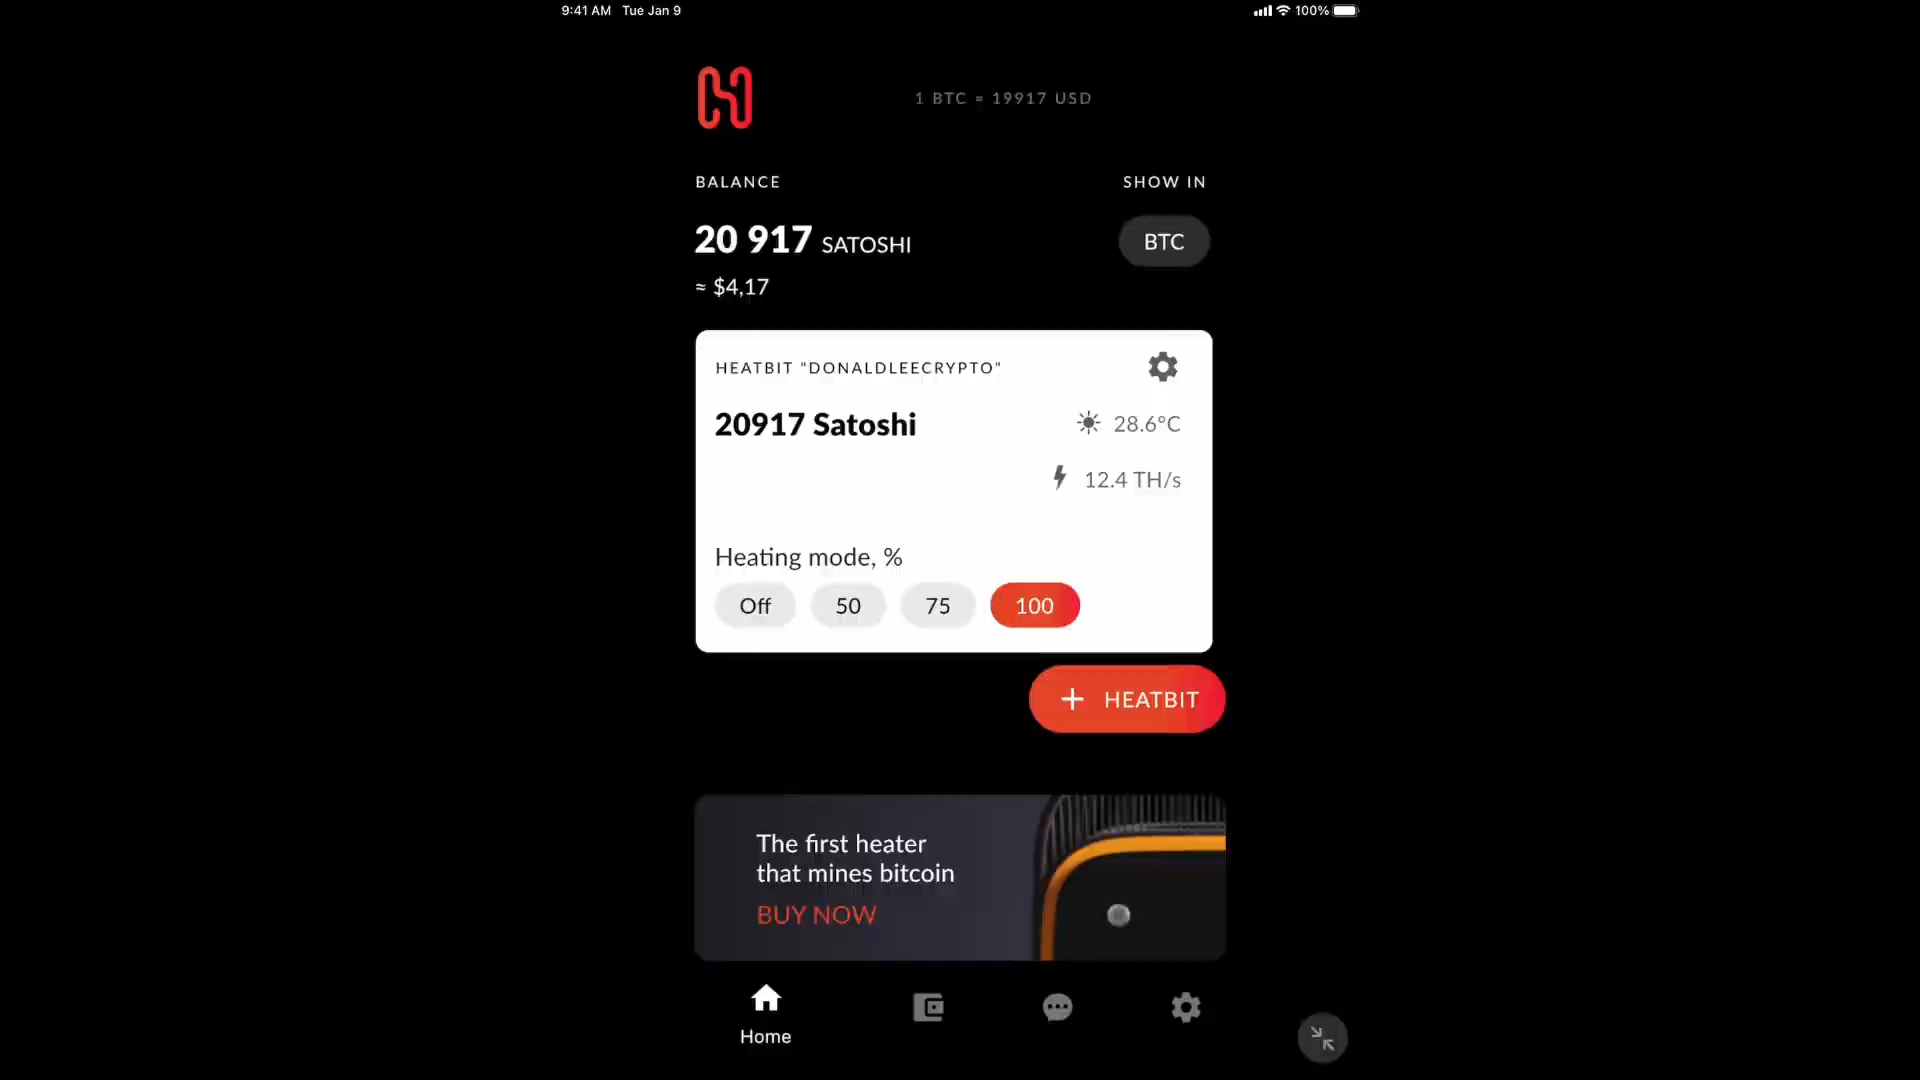 9:41 AM Tue Jan 9
100%
1 BTC ≈ 19917 USD
BALANCE
SHOW IN
20 917 SATOSHI
BTC
≈ $4,17
HEATBIT "DONALDLEECRYPTO"
20917 Satoshi
28.6°C
12.4 TH/s
Heating mode, %
Off 50 75 100
+ HEATBIT
The first heater
that mines bitcoin
BUY NOW
Home